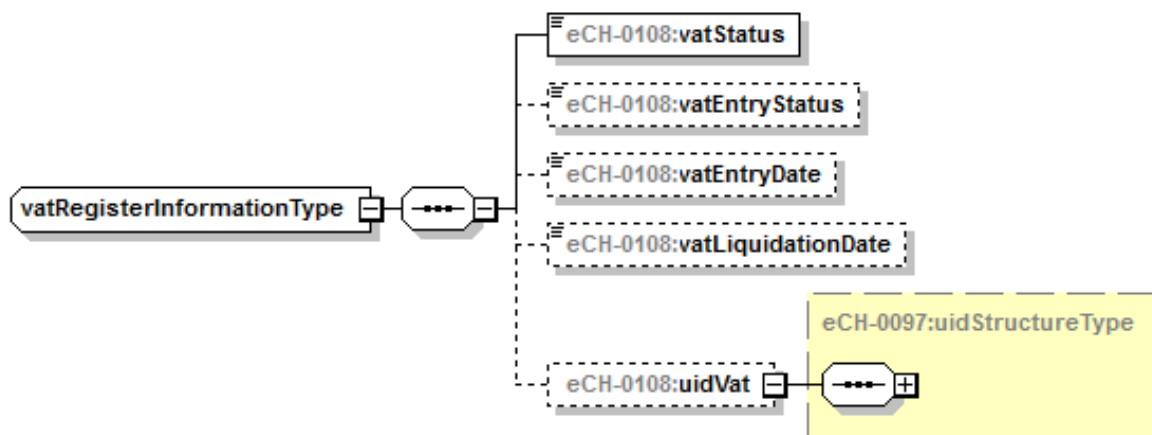 eCH-0108:vatStatus
eCH-0108:vatEntryStatus
eCH-0108:vatEntryDate
vatRegisterInformationType
eCH-0108:vatLiquidationDate
eCH-0097:uidStructureType
eCH-0108:uidVat